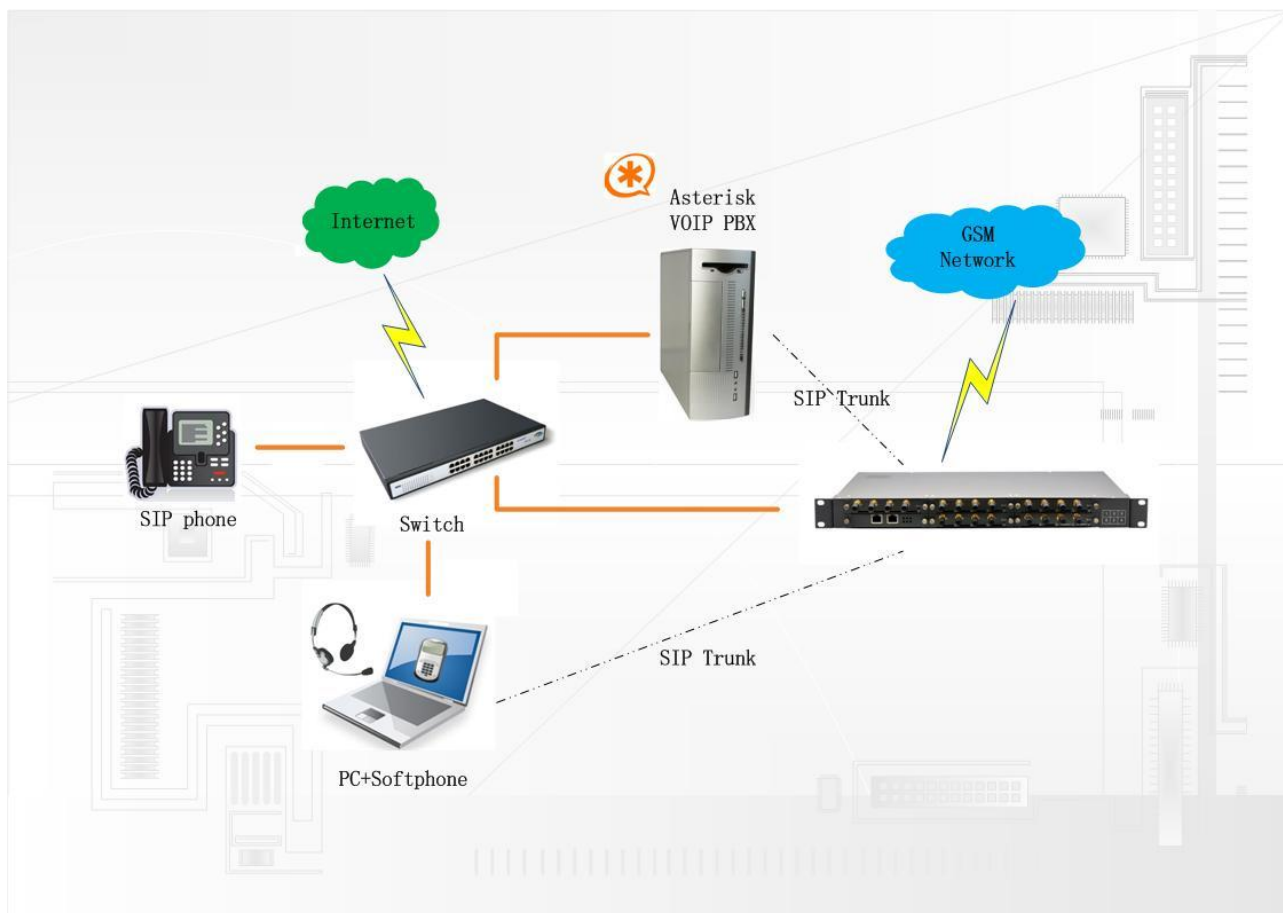 Internet
Asterisk
VOIP PBX
GSM
Network
SIP Trunk
SIP phone
Switch
SIP Trunk
PC+Softphone